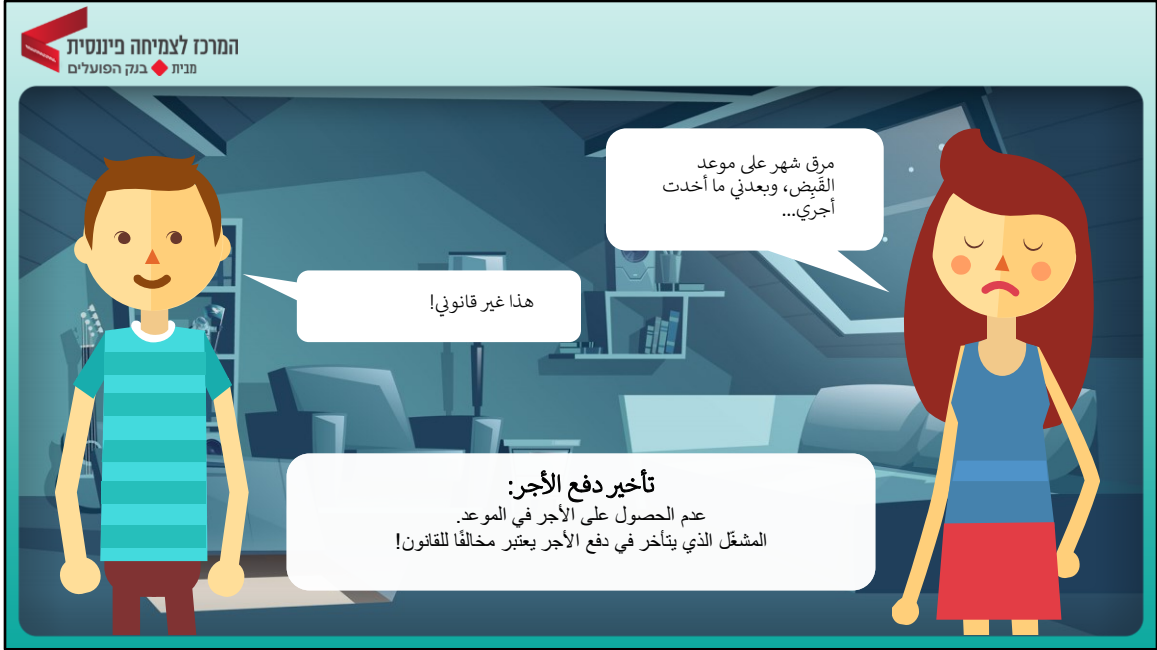 המרכז לצמיחה פיננסית
מבית בנק הפועלים
مرق شهر على موعد
القَبِض، وبعدني ما أخدت
أجري...
هذا غير قانوني!
تأخير دفع الأجر:
عدم الحصول على الأجر في الموعد.
المشغّل الذي يتأخر في دفع الأجر يعتبر مخالفًا للقانون!